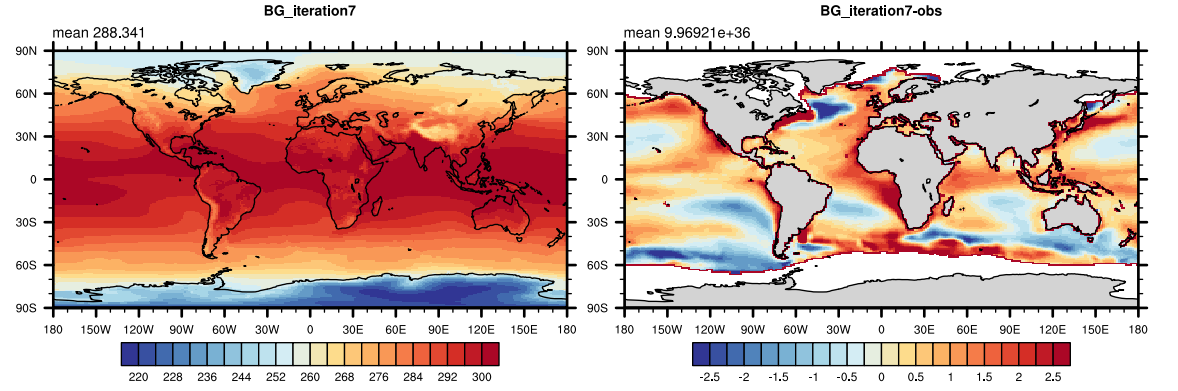 BG_iteration7
mean 288.341
90N
60N
30N
0
30S
60S
90S
180 150W 120W 90W 60W 30W 0 30E 60E 90E 120E 150E 180
220 228 236 244 252 260 268 276 284 292 300
BG_iteration7-obs
mean 9.96921e+36
90N
60N
30N
0
30S
60S
90S
180 150W 120W 90W 60W 30W 0 30E 60E 90E 120E 150E 180
-2.5 -2 -1.5 -1 -0.5 0 0.5 1 1.5 2 2.5